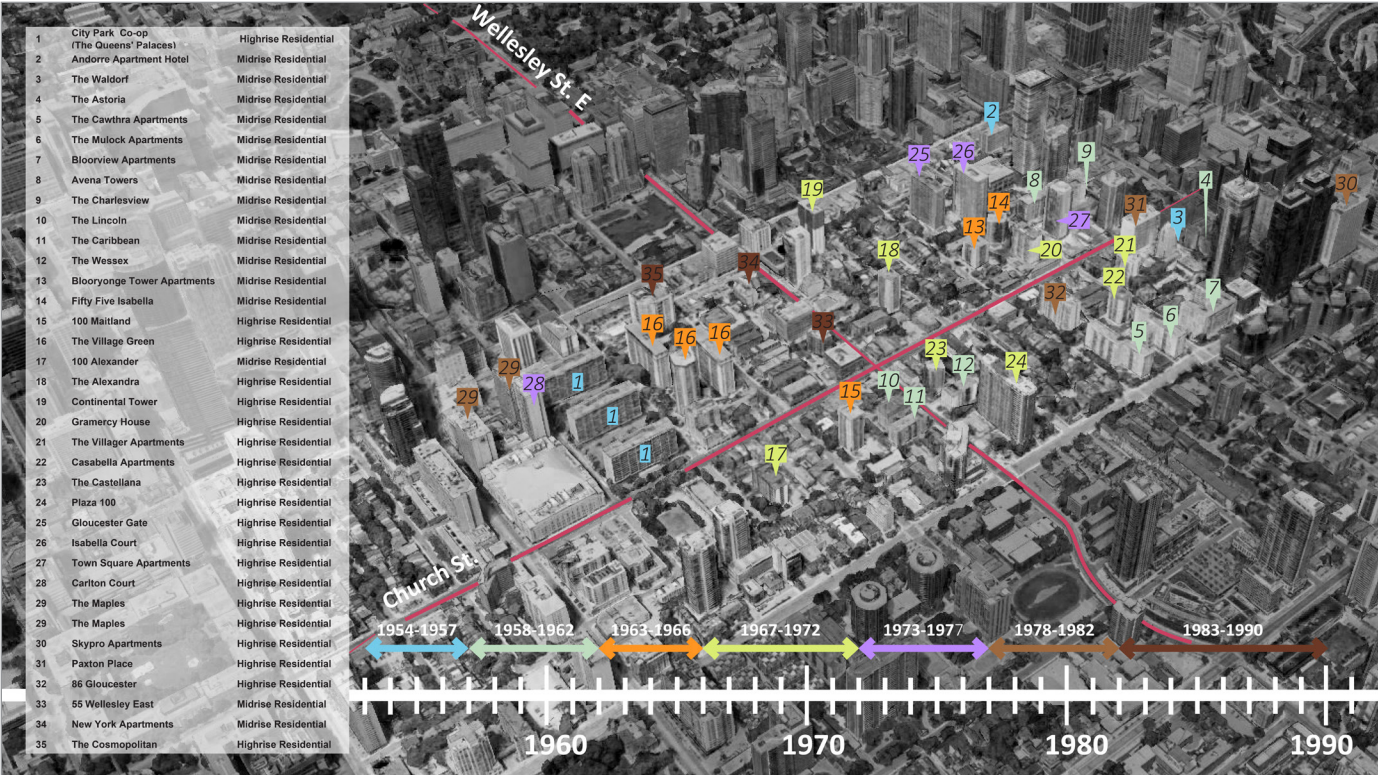 1 City Park Co-op (The Queens' Palaces) Highrise Residential
2 Andorre Apartment Hotel Midrise Residential
3 The Waldorf Midrise Residential
4 The Astoria Midrise Residential
5 The Cawthra Apartments Midrise Residential
6 The Mulock Apartments Midrise Residential
7 Bloorview Apartments Midrise Residential
8 Avena Towers Midrise Residential
9 The Charlesview Midrise Residential
10 The Lincoln Midrise Residential
11 The Caribbean Midrise Residential
12 The Wessex Midrise Residential
13 Blooryonge Tower Apartments Midrise Residential
14 Fifty Five Isabella Midrise Residential
15 100 Maitland Highrise Residential
16 The Village Green Highrise Residential
17 100 Alexander Midrise Residential
18 The Alexandra Highrise Residential
19 Continental Tower Highrise Residential
20 Gramercy House Highrise Residential
21 The Villager Apartments Highrise Residential
22 Casabella Apartments Highrise Residential
23 The Castellana Highrise Residential
24 Plaza 100 Highrise Residential
25 Gloucester Gate Highrise Residential
26 Isabella Court Highrise Residential
27 Town Square Apartments Highrise Residential
28 Carlton Court Highrise Residential
29 The Maples Highrise Residential
29 The Maples Highrise Residential
30 Skypro Apartments Highrise Residential
31 Paxton Place Highrise Residential
32 86 Gloucester Highrise Residential
33 55 Wellesley East Midrise Residential
34 New York Apartments Midrise Residential
35 The Cosmopolitan Highrise Residential
Wellesley St. E
2
25
26
9
8
4
30
19
14
31
3
27
13
20
21
18
34
35
22
32
7
6
5
33
16
16
16
23
12
24
29
28
1
10
11
15
29
1
1
17
Church St.
1954-1957
1958-1962
1963-1966
1967-1972
1973-1977
1978-1982
1983-1990
1960
1970
1980
1990